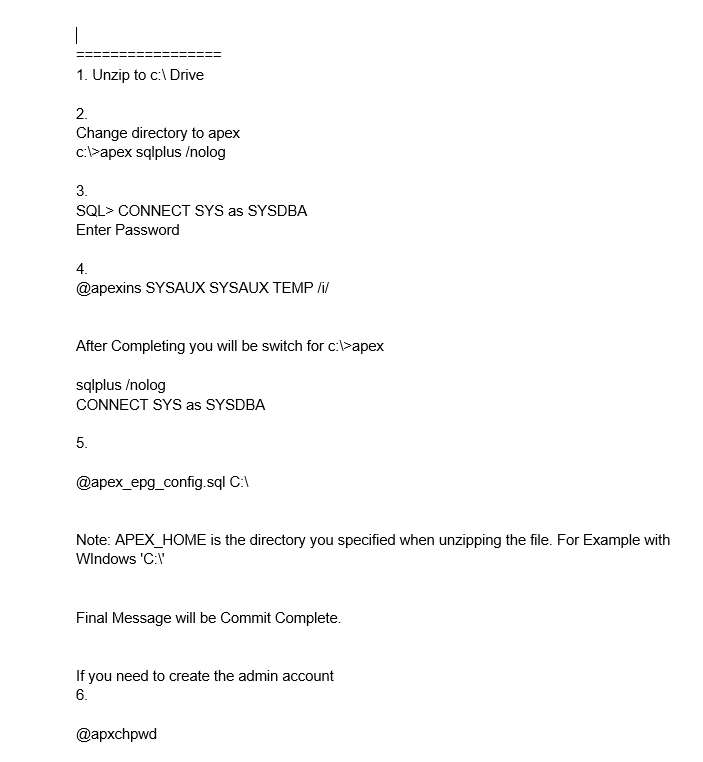 =================
1. Unzip to c:\ Drive
2.
Change directory to apex
c:\>apex sqlplus /nolog
3.
SQL> CONNECT SYS as SYSDBA
Enter Password
4.
@apexins SYSAUX SYSAUX TEMP /i/
After Completing you will be switch for c:\>apex
sqlplus /nolog
CONNECT SYS as SYSDBA
5.
@apex_epg_config.sql C:\
Note: APEX_HOME is the directory you specified when unzipping the file. For Example with
WIndows 'C:\'
Final Message will be Commit Complete.
If you need to create the admin account
6.
@apxchpwd